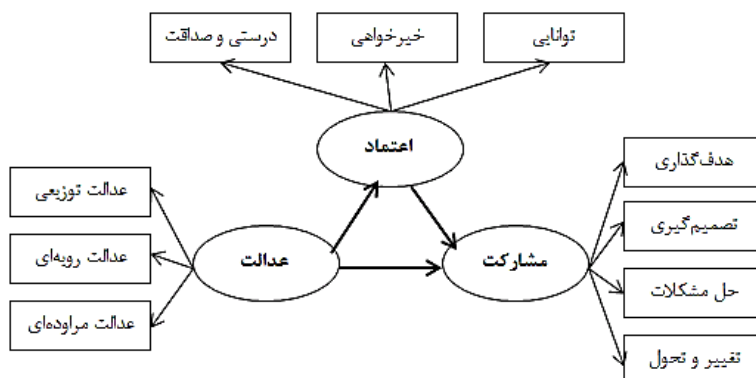 درستی و صداقت
خیرخواهی
توانایی
اعتماد
هدف‌گذاری
تصمیم‌گیری
حل مشکلات
تغییر و تحول
مشارکت
عدالت
عدالت توزیعی
عدالت رویه‌ای
عدالت مراوده‌ای